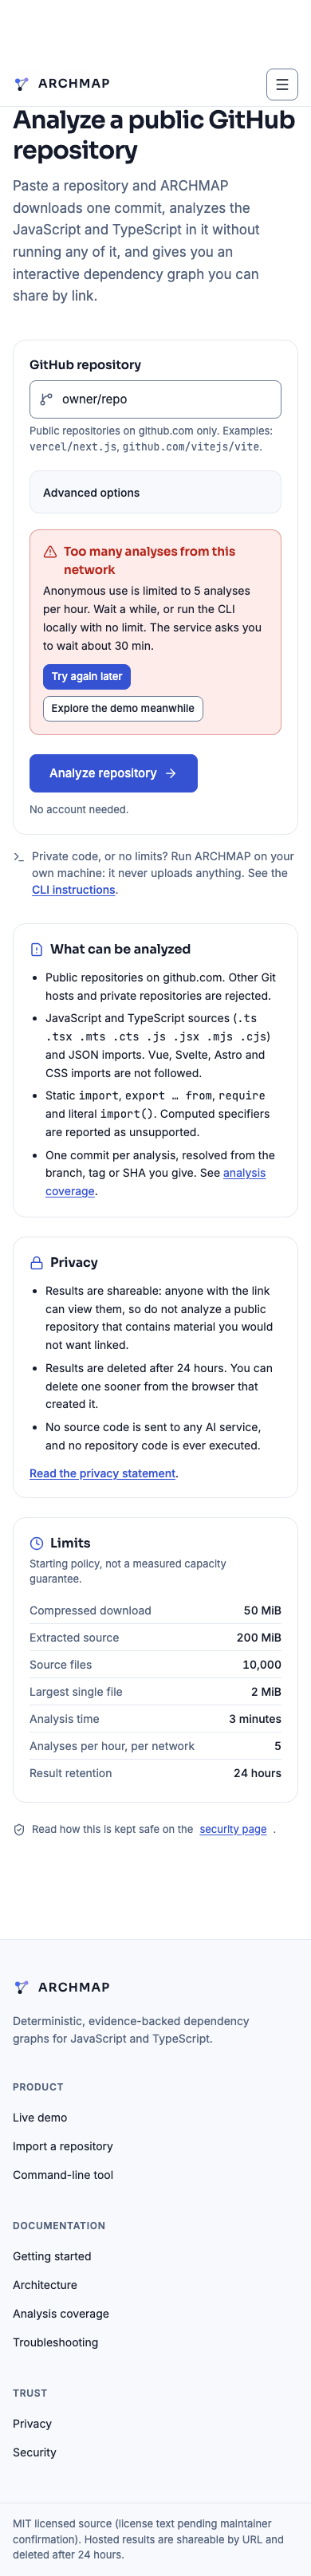 ARCHMAP
Analyze a public GitHub
repository
Paste a repository and ARCHMAP
downloads one commit, analyzes the
JavaScript and TypeScript in it without
running any of it, and gives you an
interactive dependency graph you can
share by link.
GitHub repository
owner/repo
Public repositories on github.com only. Examples:
vercel/next.js, github.com/vitejs/vite.
Advanced options
Too many analyses from this
network
Anonymous use is limited to 5 analyses
per hour. Wait a while, or run the CLI
locally with no limit. The service asks you
to wait about 30 min.
Try again later
Explore the demo meanwhile
Analyze repository
No account needed.
Private code, or no limits? Run ARCHMAP on your
own machine: it never uploads anything. See the
CLI instructions.
What can be analyzed
• Public repositories on github.com. Other Git
hosts and private repositories are rejected.
• JavaScript and TypeScript sources (.ts
.tsx .mts .cts .js .jsx .mjs .cjs)
and JSON imports. Vue, Svelte, Astro and
CSS imports are not followed.
• Static import, export … from, require
and literal import(). Computed specifiers
are reported as unsupported.
• One commit per analysis, resolved from the
branch, tag or SHA you give. See analysis
coverage.
Privacy
• Results are shareable: anyone with the link
can view them, so do not analyze a public
repository that contains material you would
not want linked.
• Results are deleted after 24 hours. You can
delete one sooner from the browser that
created it.
• No source code is sent to any AI service,
and no repository code is ever executed.
Read the privacy statement.
Limits
Starting policy, not a measured capacity
guarantee.
Compressed download 50 MiB
Extracted source 200 MiB
Source files 10,000
Largest single file 2 MiB
Analysis time 3 minutes
Analyses per hour, per network 5
Result retention 24 hours
Read how this is kept safe on the security page .
ARCHMAP
Deterministic, evidence-backed dependency
graphs for JavaScript and TypeScript.
PRODUCT
Live demo
Import a repository
Command-line tool
DOCUMENTATION
Getting started
Architecture
Analysis coverage
Troubleshooting
TRUST
Privacy
Security
MIT licensed source (license text pending maintainer
confirmation). Hosted results are shareable by URL and
deleted after 24 hours.